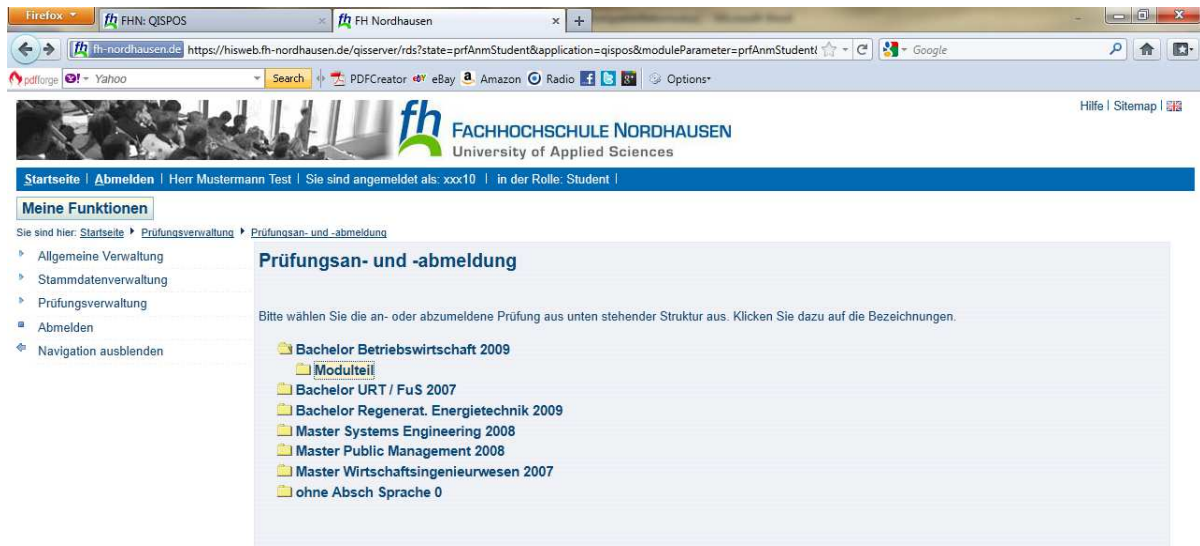 Firefox
FHN: QISPOS
FH Nordhausen
fh-nordhausen.de https://hisweb.fh-nordhausen.de/qisserver/rds?state=prfAnmStudent&application=qispos&moduleParameter=prfAnmStudent&
Google
pdfforge Yahoo Search PDFCreator eBay Amazon Radio Options
Hilfe | Sitemap |
fh FACHHOCHSCHULE NORDHAUSEN
University of Applied Sciences
Startseite | Abmelden | Herr Mustermann Test | Sie sind angemeldet als: xxx10 | in der Rolle: Student |
Meine Funktionen
Sie sind hier: Startseite Prüfungsverwaltung Prüfungsan- und -abmeldung
Allgemeine Verwaltung
Stammdatenverwaltung
Prüfungsverwaltung
Abmelden
Navigation ausblenden
Prüfungsan- und -abmeldung
Bitte wählen Sie die an- oder abzumeldene Prüfung aus unten stehender Struktur aus. Klicken Sie dazu auf die Bezeichnungen.
Bachelor Betriebswirtschaft 2009
Modulteil
Bachelor URT / FuS 2007
Bachelor Regenerat. Energietechnik 2009
Master Systems Engineering 2008
Master Public Management 2008
Master Wirtschaftsingenieurwesen 2007
ohne Absch Sprache 0